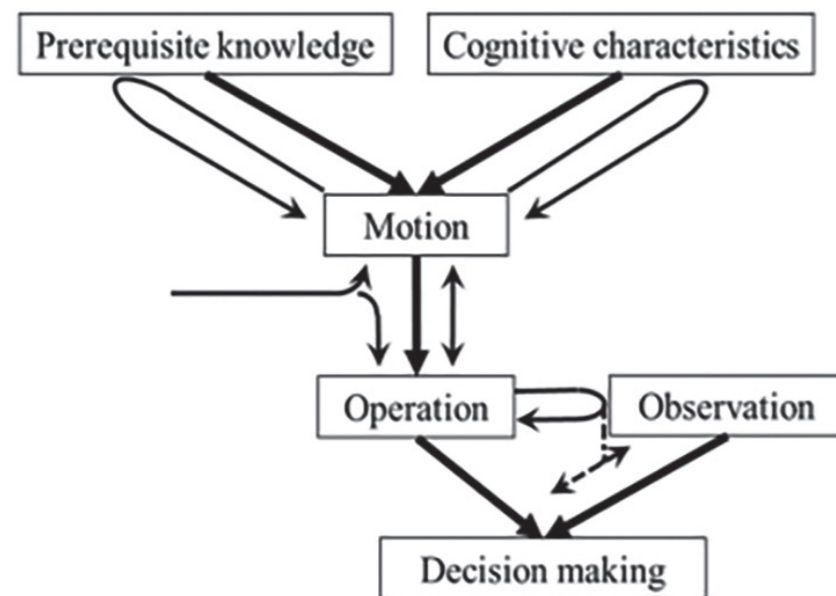 Prerequisite knowledge
Cognitive characteristics
Motion
Operation
Observation
Decision making